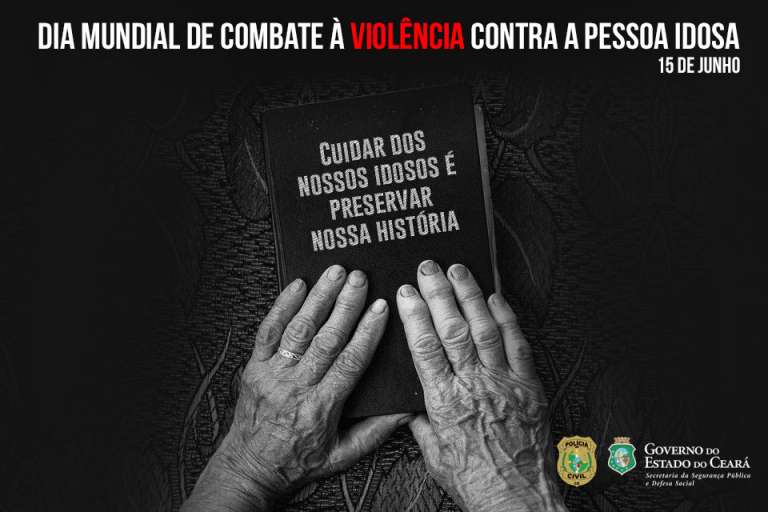 DIA MUNDIAL DE COMBATE À VIOLÊNCIA CONTRA A PESSOA IDOSA
15 DE JUNHO
CUIDAR DOS
NOSSOS IDOSOS É
PRESERVAR
NOSSA HISTÓRIA
POLÍCIA
CIVIL
CE
GOVERNO DO
ESTADO DO CEARÁ
Secretaria da Segurança Pública
e Defesa Social